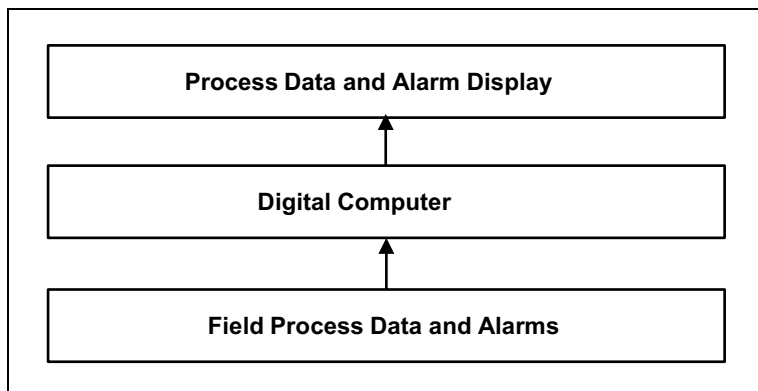 Process Data and Alarm Display
Digital Computer
Field Process Data and Alarms